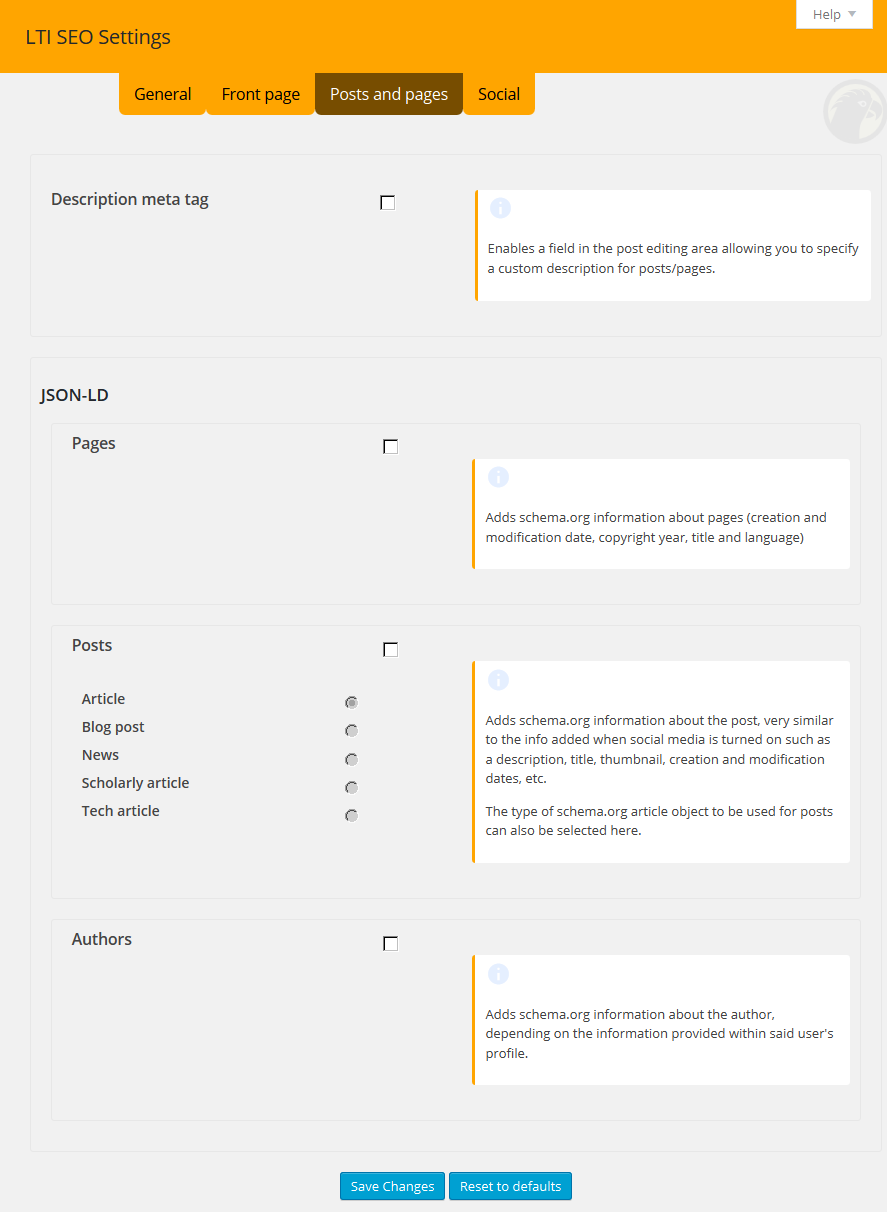 Help
LTI SEO Settings
General Front page Posts and pages Social
Description meta tag
Enables a field in the post editing area allowing you to specify
a custom description for posts/pages.
JSON-LD
Pages
Adds schema.org information about pages (creation and
modification date, copyright year, title and language)
Posts
Article
Blog post
News
Scholarly article
Tech article
Adds schema.org information about the post, very similar
to the info added when social media is turned on such as
a description, title, thumbnail, creation and modification
dates, etc.
The type of schema.org article object to be used for posts
can also be selected here.
Authors
Adds schema.org information about the author,
depending on the information provided within said user's
profile.
Save Changes Reset to defaults